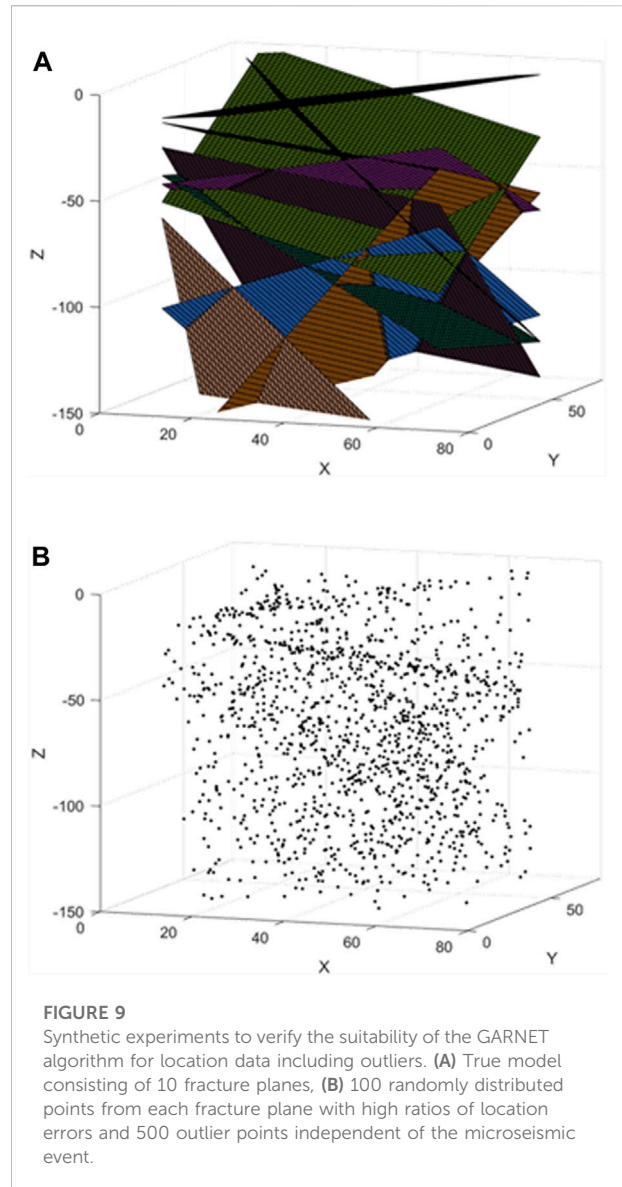 A
0
-50
Z
-100
-150
0
20
40
60
80
X
0
50
Y
B
0
-50
Z
-100
-150
0
20
40
60
80
X
0
50
Y
FIGURE 9
Synthetic experiments to verify the suitability of the GARNET
algorithm for location data including outliers. (A) True model
consisting of 10 fracture planes, (B) 100 randomly distributed
points from each fracture plane with high ratios of location
errors and 500 outlier points independent of the microseismic
event.